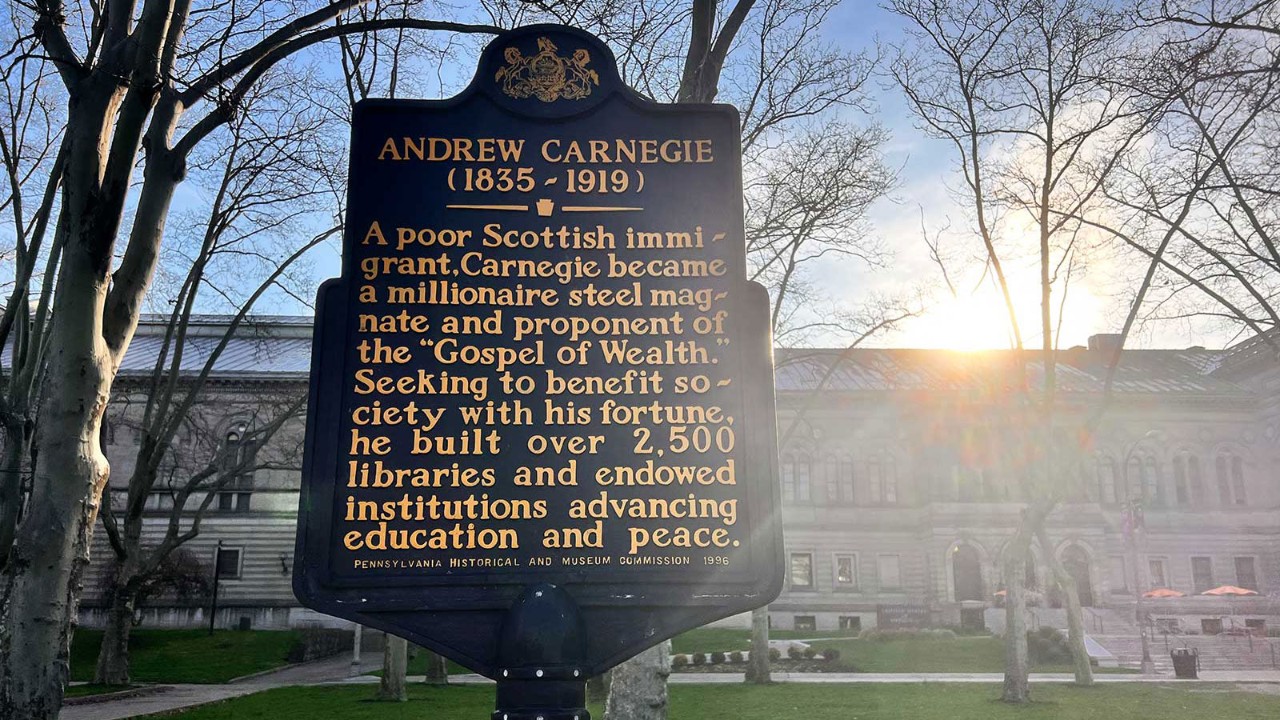 ANDREW CARNEGIE
(1835 - 1919)
A poor Scottish immi-
grant, Carnegie became
a millionaire steel mag-
nate and proponent of
the "Gospel of Wealth."
Seeking to benefit so-
ciety with his fortune,
he built over 2,500
libraries and endowed
institutions advancing
education and peace.
PENNSYLVANIA HISTORICAL AND MUSEUM COMMISSION 1996